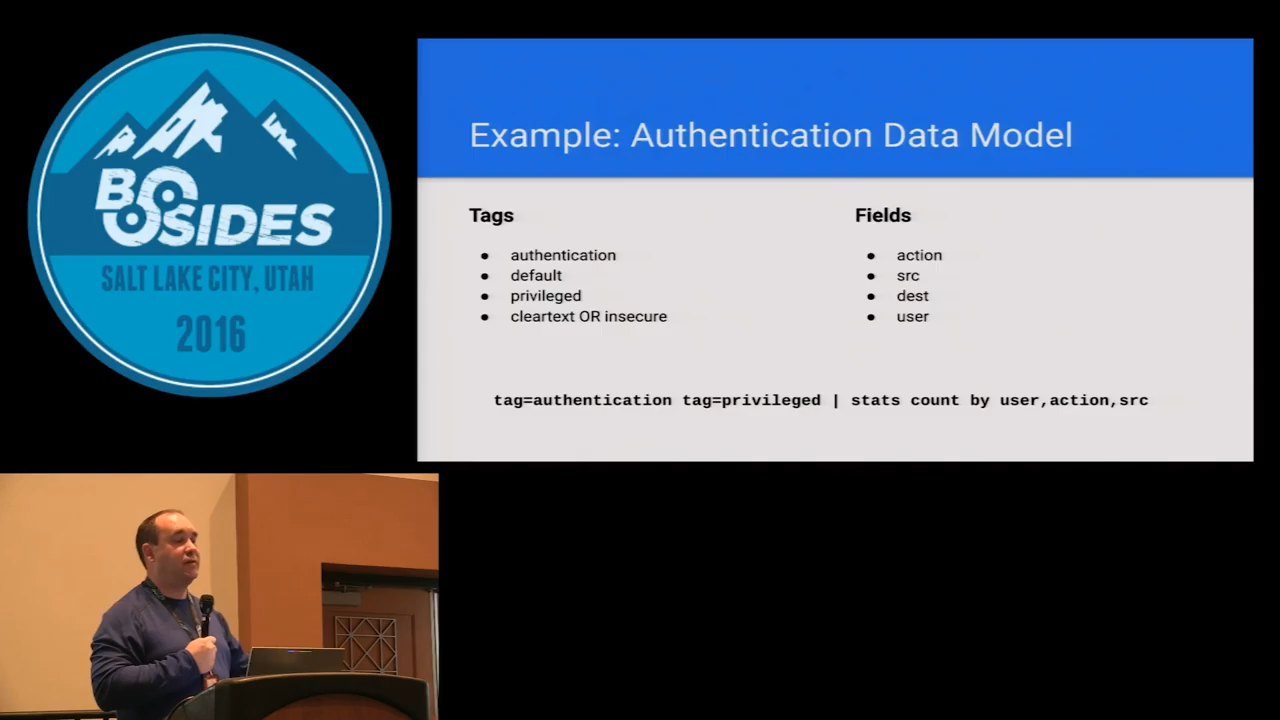 BSIDES
SALT LAKE CITY, UTAH
2016
Example: Authentication Data Model
Tags
● authentication
● default
● privileged
● cleartext OR insecure
Fields
● action
● src
● dest
● user
tag=authentication tag=privileged | stats count by user,action,src